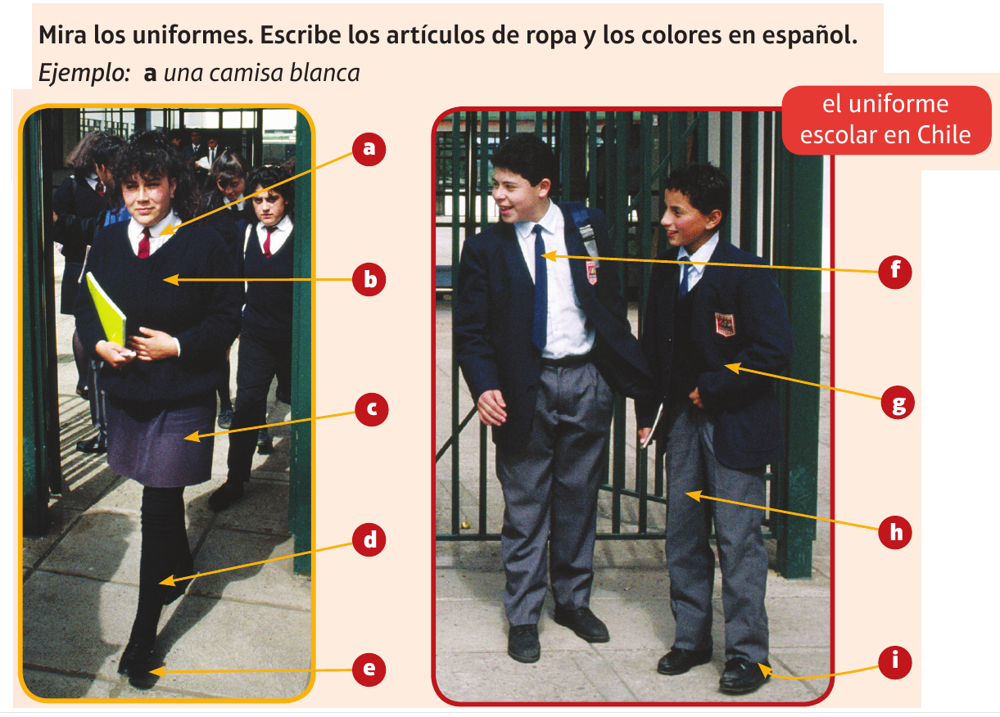 Mira los uniformes. Escribe los artículos de ropa y los colores en español.
Ejemplo: a una camisa blanca
el uniforme
escolar en Chile
a
b
c
d
e
f
g
h
i